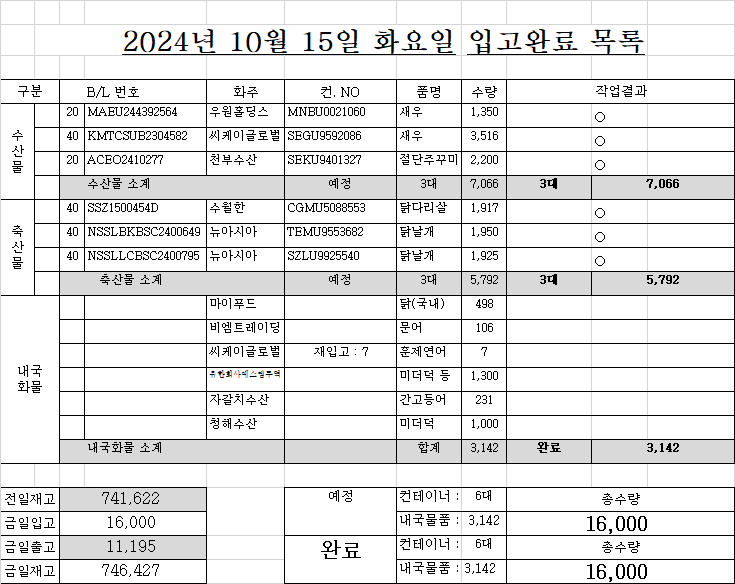 2024년 10월 15일 화요일 입고완료 목록
구분 B/L 번호 화주 컨. NO 품명 수량 작업결과
수산물
20 MAEU244392564 우원홀딩스 MNBU0021060 새우 1,350 ○
40 KMTCSUB2304582 씨케이글로벌 SEGU9592086 새우 3,516 ○
20 ACBO2410277 천부수산 SEKU9401327 절단주꾸미 2,200 ○
수산물 소계 예정 3대 7,066 3대 7,066
축산물
40 SSZ1500454D 수월한 CGMU5088553 닭다리살 1,917 ○
40 NSSLBKBSC2400649 뉴아시아 TEMU9553682 닭날개 1,950 ○
40 NSSLLCBSC2400795 뉴아시아 SZLU9925540 닭날개 1,925 ○
축산물 소계 예정 3대 5,792 3대 5,792
내국화물
마이푸드 닭(국내) 498
비엠트레이딩 문어 106
씨케이글로벌 재입고 : 7 훈제연어 7
미더덕 등 1,300
자갈치수산 간고등어 231
청해수산 미더덕 1,000
내국화물 소계 합계 3,142 완료 3,142
전일재고 741,622 예정 컨테이너 : 6대 총수량
금일입고 16,000 내국물품 : 3,142 16,000
금일출고 11,195 완료 컨테이너 : 6대 총수량
금일재고 746,427 내국물품 : 3,142 16,000